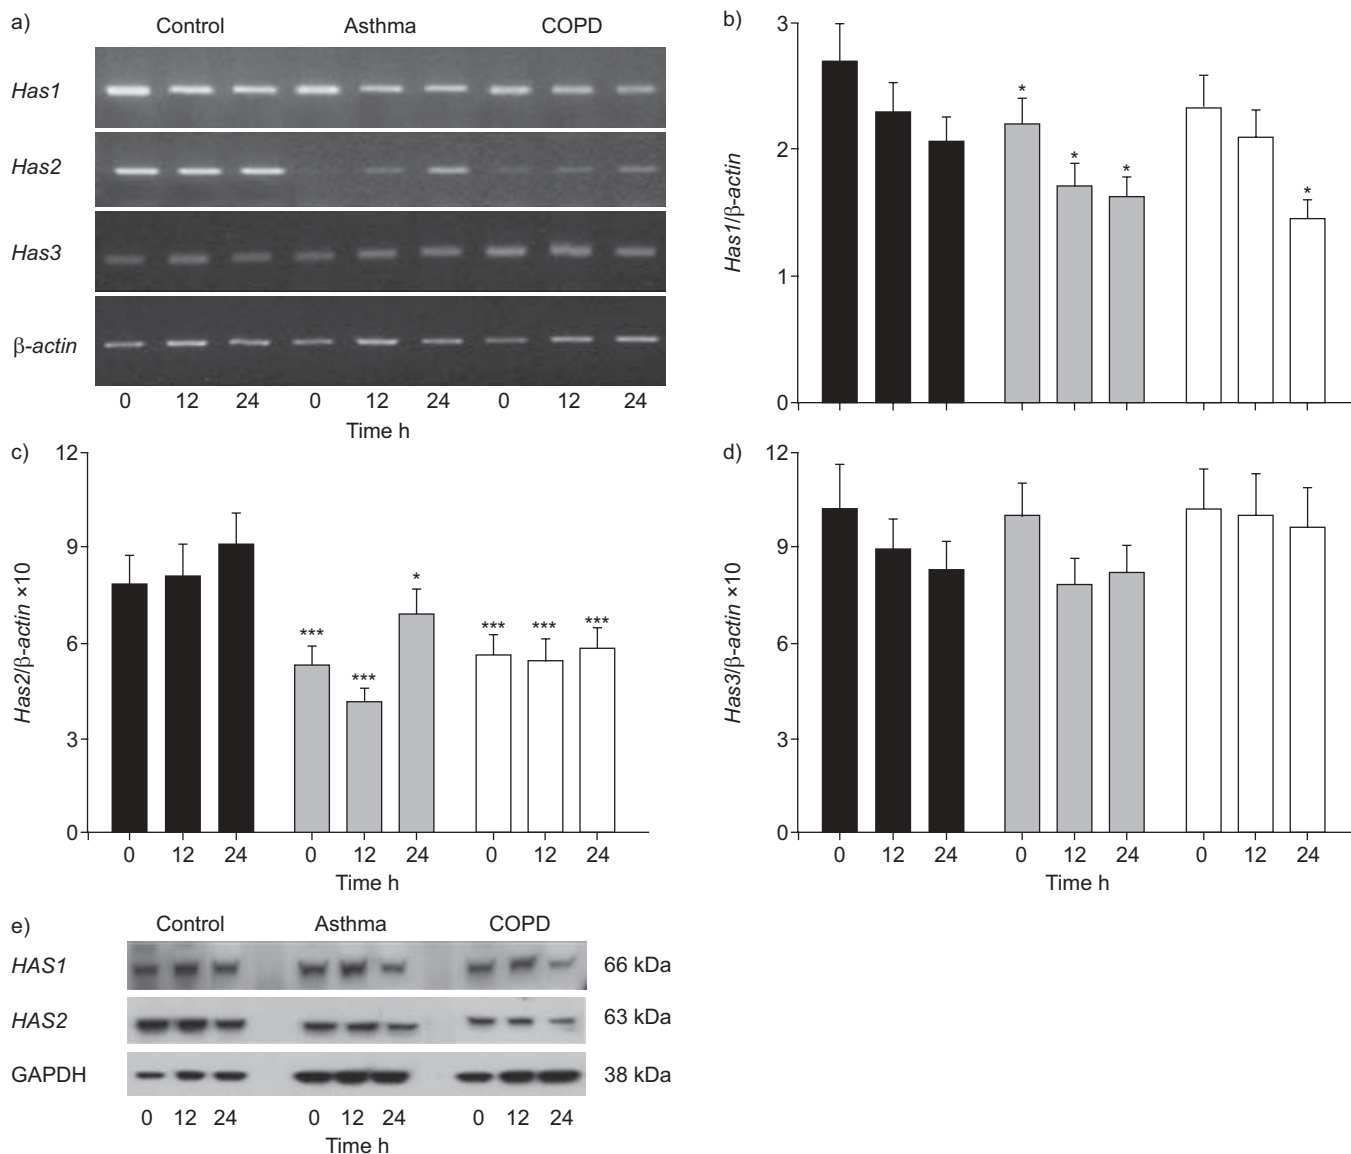 a)
Control Asthma COPD
Has1
Has2
Has3
β-actin
0 12 24 0 12 24 0 12 24
Time h
b)
3
2
1
0
Has1/β-actin
* * * *
c)
12
9
6
3
0
Has2/β-actin ×10
*** *** * *** *** ***
0 12 24 0 12 24 0 12 24
Time h
d)
12
9
6
3
0
Has3/β-actin ×10
0 12 24 0 12 24 0 12 24
Time h
e)
Control Asthma COPD
HAS1 66 kDa
HAS2 63 kDa
GAPDH 38 kDa
0 12 24 0 12 24 0 12 24
Time h